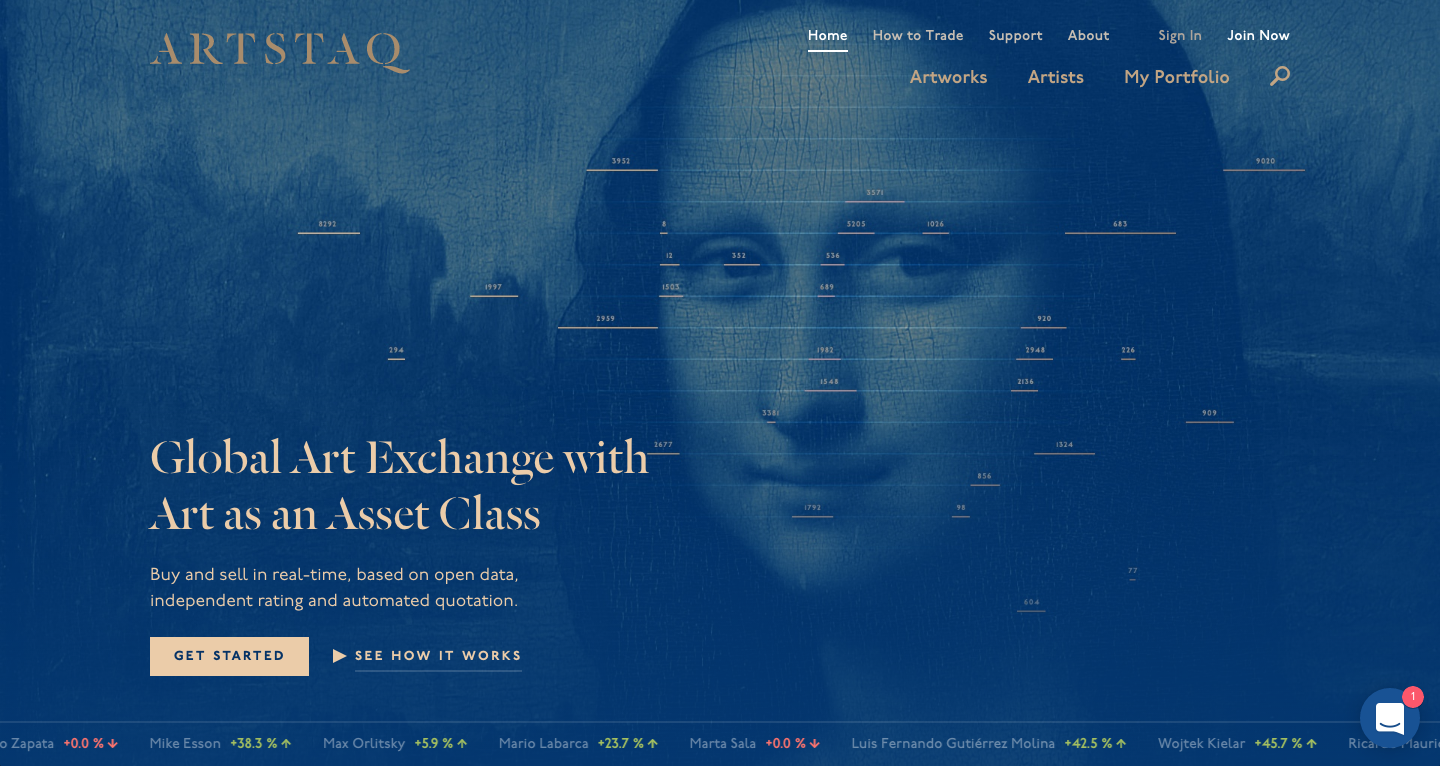 ARTSTAQ
Home How to Trade Support About Sign In Join Now
Artworks Artists My Portfolio
3952 9020
3571
8292 8 5205 1026 683
12 352 536
1997 1503 689
2959 920
294 1982 2948 226
1548 2136
3381 909
2677 1324
856
1792 98
77
604
Global Art Exchange with
Art as an Asset Class
Buy and sell in real-time, based on open data,
independent rating and automated quotation.
GET STARTED ▶ SEE HOW IT WORKS
1
o Zapata +0.0 % ↓ Mike Esson +38.3 % ↑ Max Orlitsky +5.9 % ↑ Mario Labarca +23.7 % ↑ Marta Sala +0.0 % ↓ Luis Fernando Gutiérrez Molina +42.5 % ↑ Wojtek Kielar +45.7 % ↑